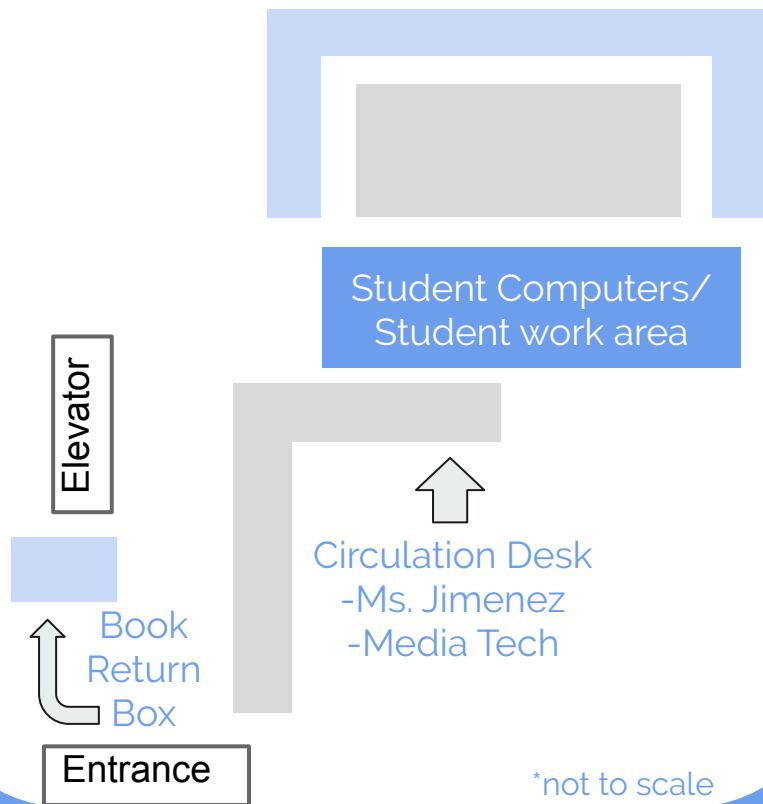 Student Computers/
Student work area
Elevator
Circulation Desk
-Ms. Jimenez
-Media Tech
Book
Return
Box
Entrance
*not to scale